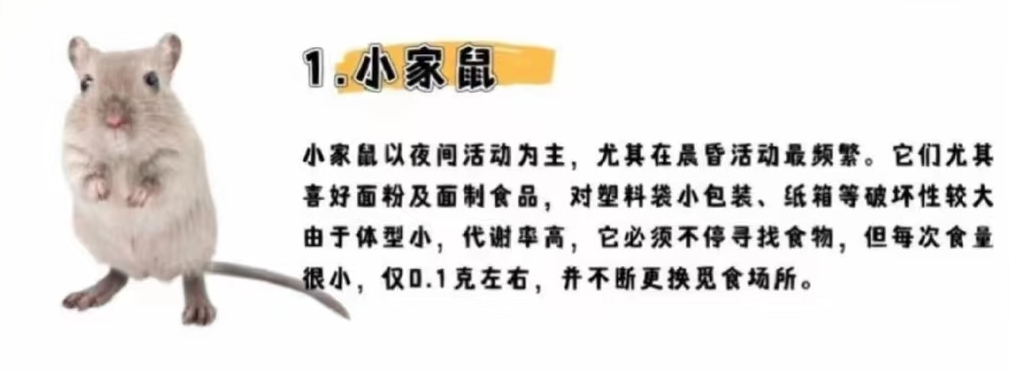 1.小家鼠
小家鼠以夜间活动为主，尤其在晨昏活动最频繁。它们尤其
喜好面粉及面制食品，对塑料袋小包装、纸箱等破坏性较大
由于体型小，代谢率高，它必须不停寻找食物，但每次食量
很小，仅0.1克左右，并不断更换觅食场所。